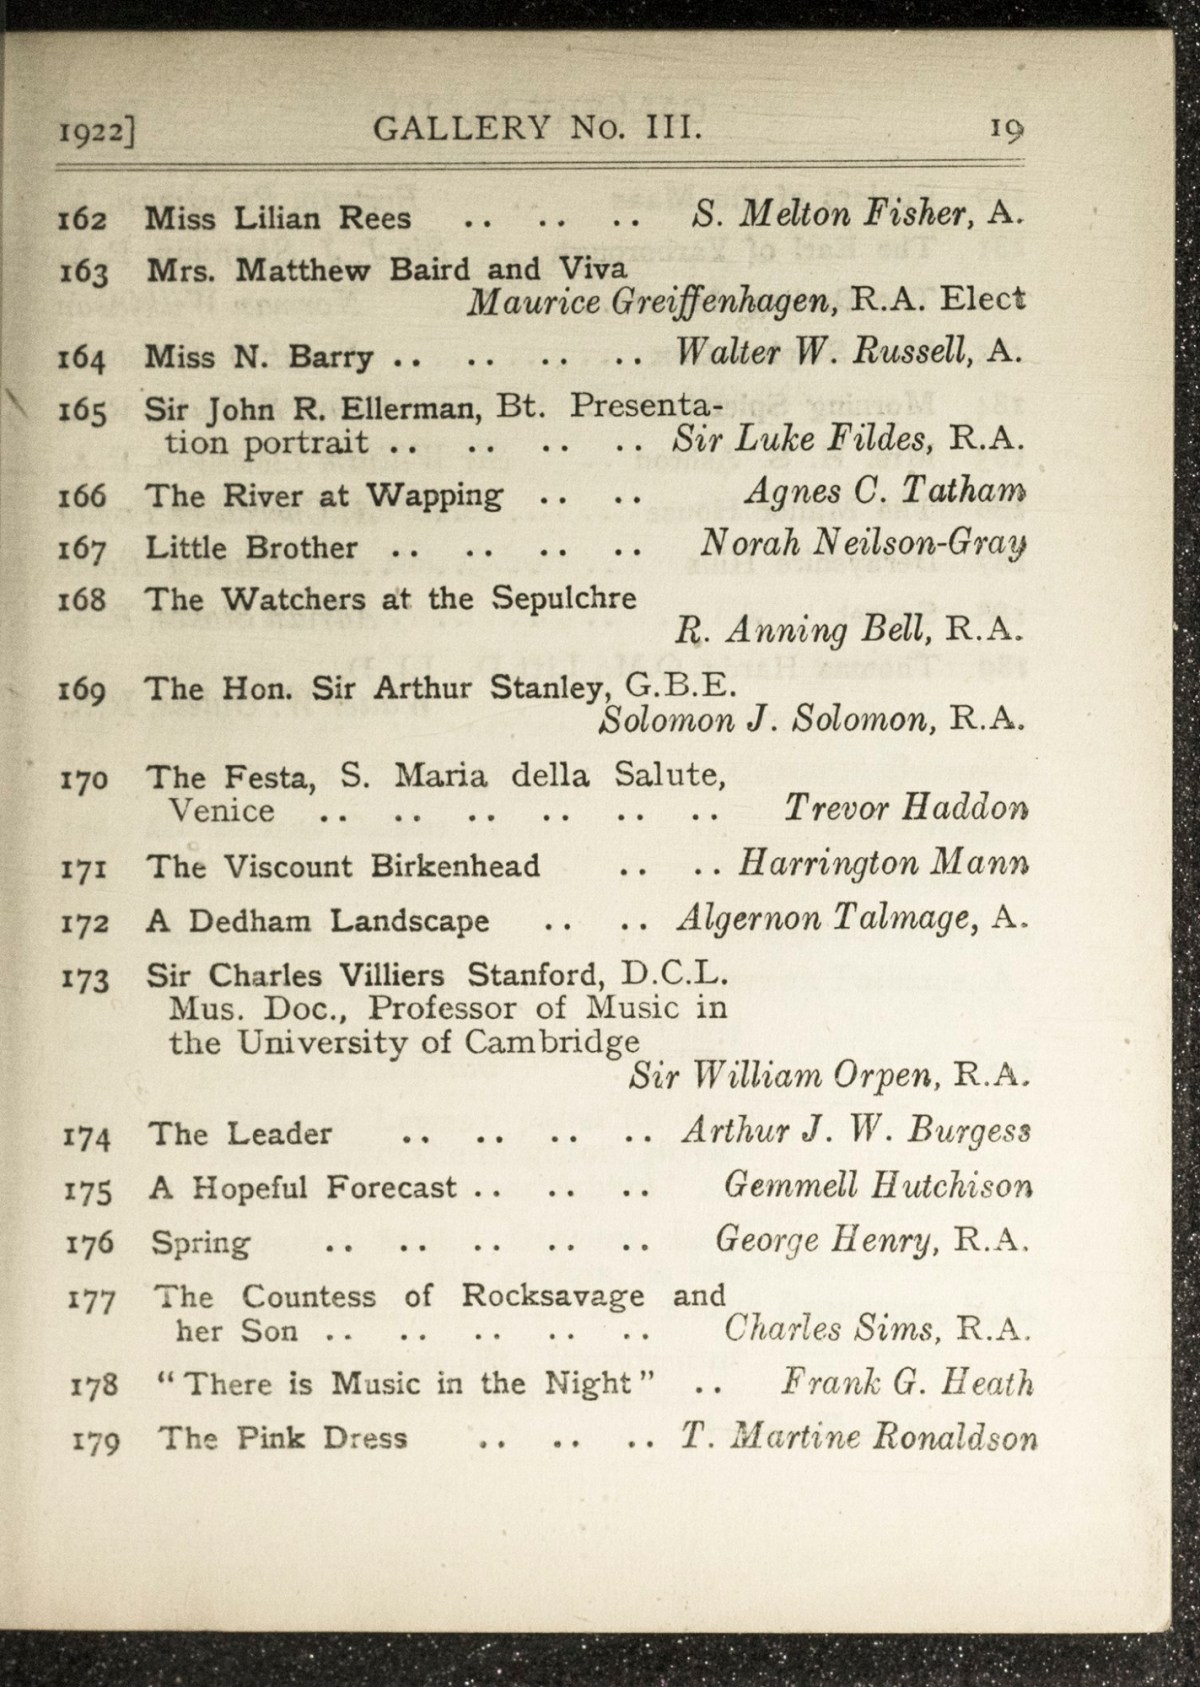 1922] GALLERY No. III. 19
162 Miss Lilian Rees .. .. .. S. Melton Fisher, A.
163 Mrs. Matthew Baird and Viva
Maurice Greiffenhagen, R.A. Elect
164 Miss N. Barry .. .. .. .. Walter W. Russell, A.
165 Sir John R. Ellerman, Bt. Presenta-
tion portrait .. .. .. .. Sir Luke Fildes, R.A.
166 The River at Wapping .. .. Agnes C. Tatham
167 Little Brother .. .. .. .. Norah Neilson-Gray
168 The Watchers at the Sepulchre
R. Anning Bell, R.A.
169 The Hon. Sir Arthur Stanley, G.B.E.
Solomon J. Solomon, R.A.
170 The Festa, S. Maria della Salute,
Venice .. .. .. .. .. .. Trevor Haddon
171 The Viscount Birkenhead .. .. Harrington Mann
172 A Dedham Landscape .. .. Algernon Talmage, A.
173 Sir Charles Villiers Stanford, D.C.L.
Mus. Doc., Professor of Music in
the University of Cambridge
Sir William Orpen, R.A.
174 The Leader .. .. .. .. Arthur J. W. Burgess
175 A Hopeful Forecast .. .. .. Gemmell Hutchison
176 Spring .. .. .. .. .. George Henry, R.A.
177 The Countess of Rocksavage and
her Son .. .. .. .. .. Charles Sims, R.A.
178 "There is Music in the Night" .. Frank G. Heath
179 The Pink Dress .. .. .. T. Martine Ronaldson